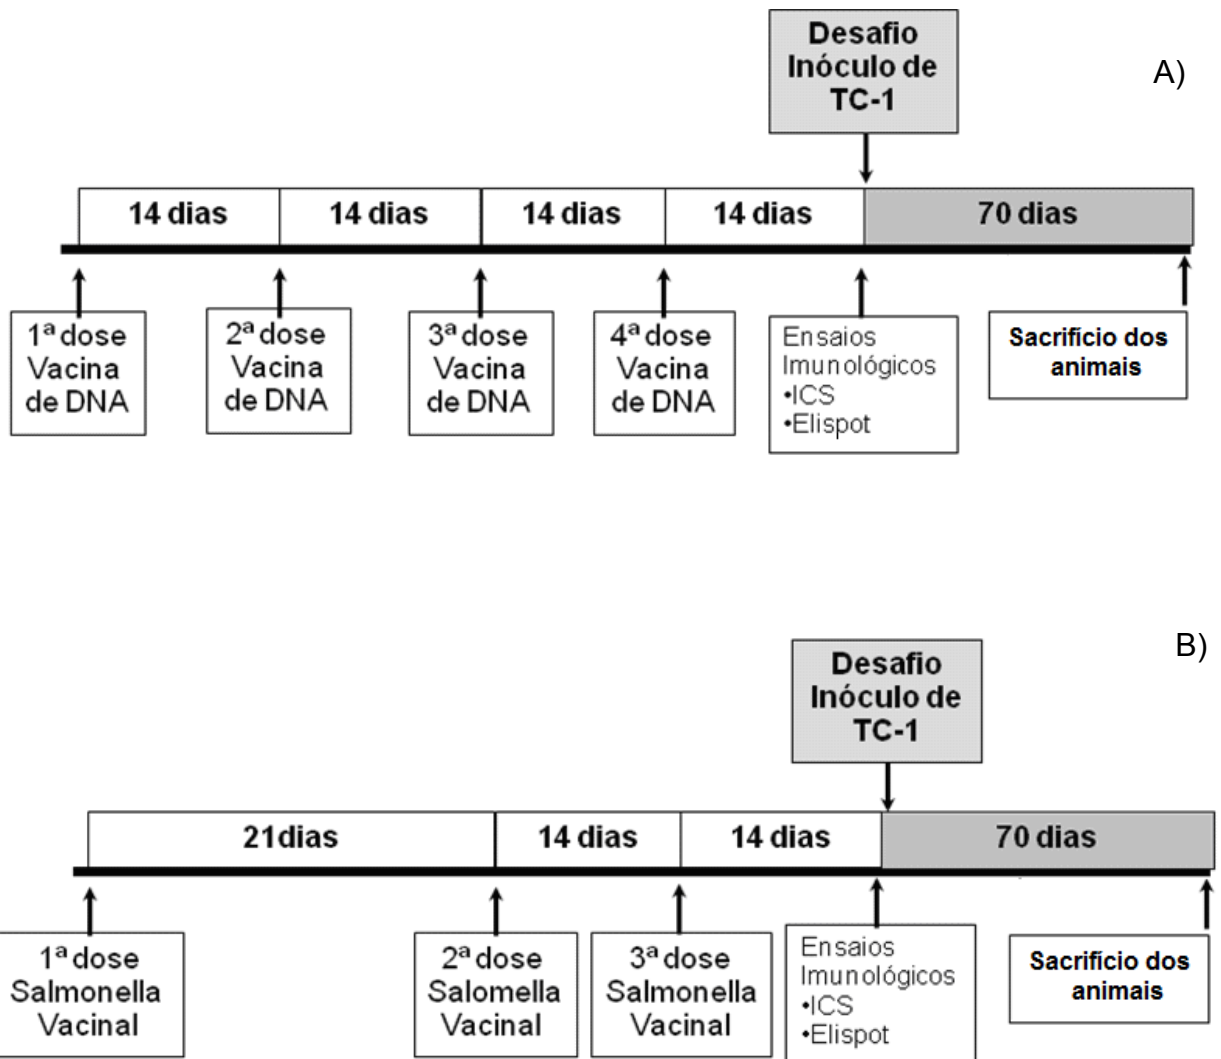 Desafio
Inóculo de
TC-1
A)
14 dias
14 dias
14 dias
14 dias
70 dias
1ª dose
Vacina
de DNA
2ª dose
Vacina
de DNA
3ª dose
Vacina
de DNA
4ª dose
Vacina
de DNA
Ensaios
Imunológicos
•ICS
•Elispot
Sacrifício dos
animais
B)
Desafio
Inóculo de
TC-1
21dias
14 dias
14 dias
70 dias
1ª dose
Salmonella
Vacinal
2ª dose
Salomella
Vacinal
3ª dose
Salmonella
Vacinal
Ensaios
Imunológicos
•ICS
•Elispot
Sacrifício dos
animais